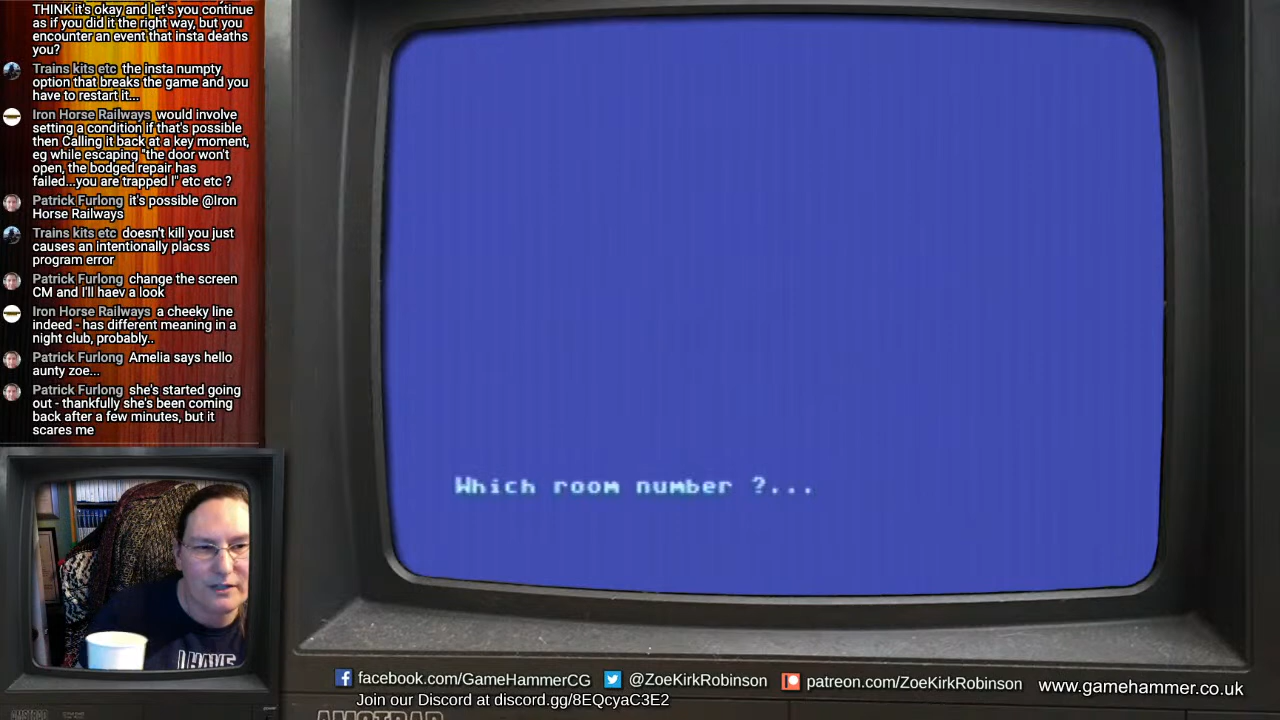 THINK it's okay and let's you continue
as if you did it the right way, but you
encounter an event that insta deaths
you?
Trains kits etc the insta numpty
option that breaks the game and you
have to restart it...
Iron Horse Railways would involve
setting a condition if that's possible
then Calling it back at a key moment,
eg while escaping "the door won't
open, the bodged repair has
failed...you are trapped !" etc etc ?
Patrick Furlong it's possible @Iron
Horse Railways
Trains kits etc doesn't kill you just
causes an intentionally placss
program error
Patrick Furlong change the screen
CM and I'll haev a look
Iron Horse Railways a cheeky line
indeed - has different meaning in a
night club, probably..
Patrick Furlong Amelia says hello
aunty zoe...
Patrick Furlong she's started going
out - thankfully she's been coming
back after a few minutes, but it
scares me
Which room number ?...
I HAVE
facebook.com/GameHammerCG @ZoeKirkRobinson patreon.com/ZoeKirkRobinson www.gamehammer.co.uk
Join our Discord at discord.gg/8EQcyaC3E2
AMSTRAD